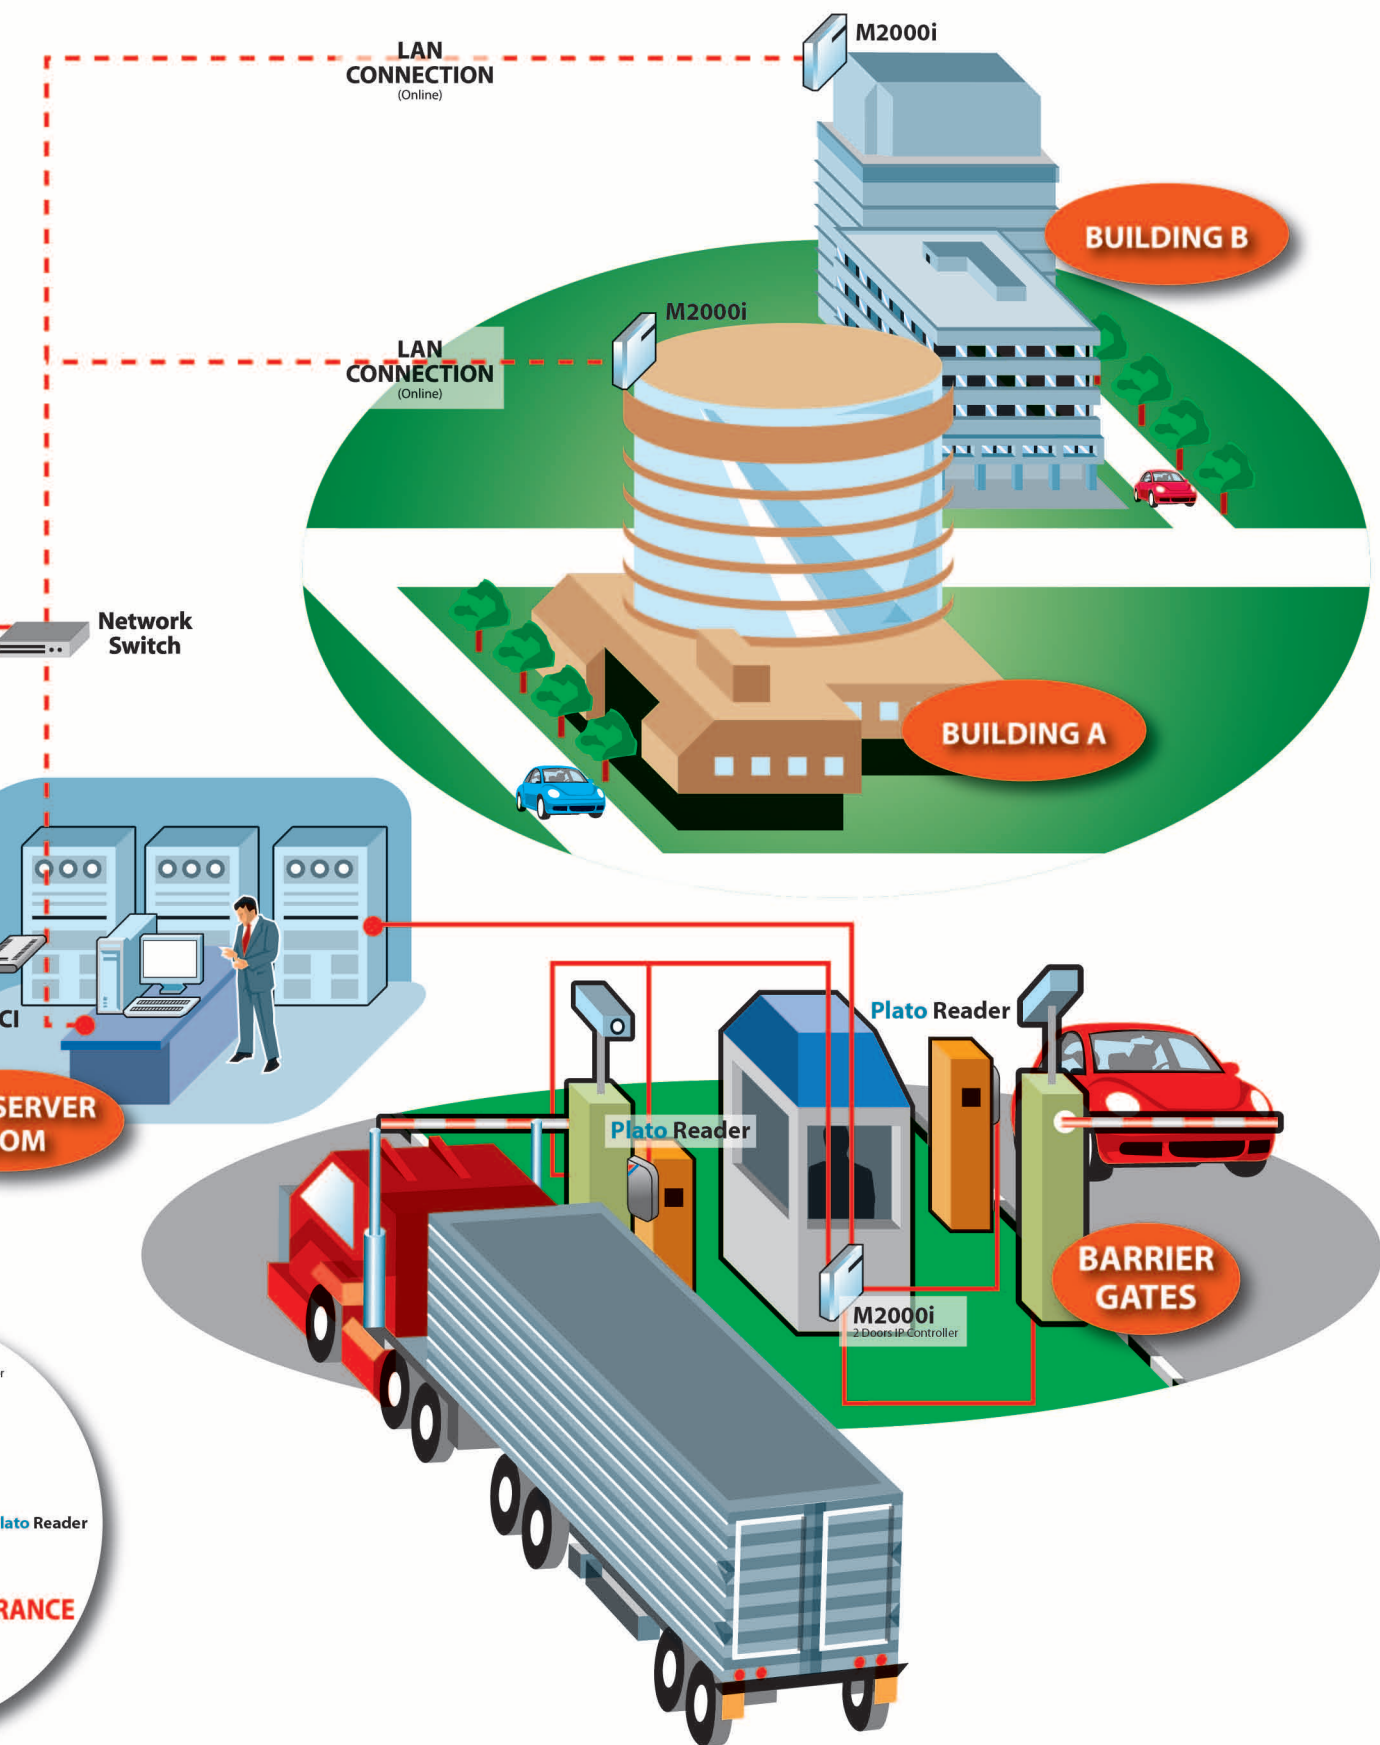 M2000i
LAN
CONNECTION
(Online)
BUILDING B
M2000i
LAN
CONNECTION
(Online)
Network
Switch
BUILDING A
CI
SERVER
OM
Plato Reader
Plato Reader
BARRIER
GATES
M2000i
2 Doors IP Controller
lato Reader
RANCE